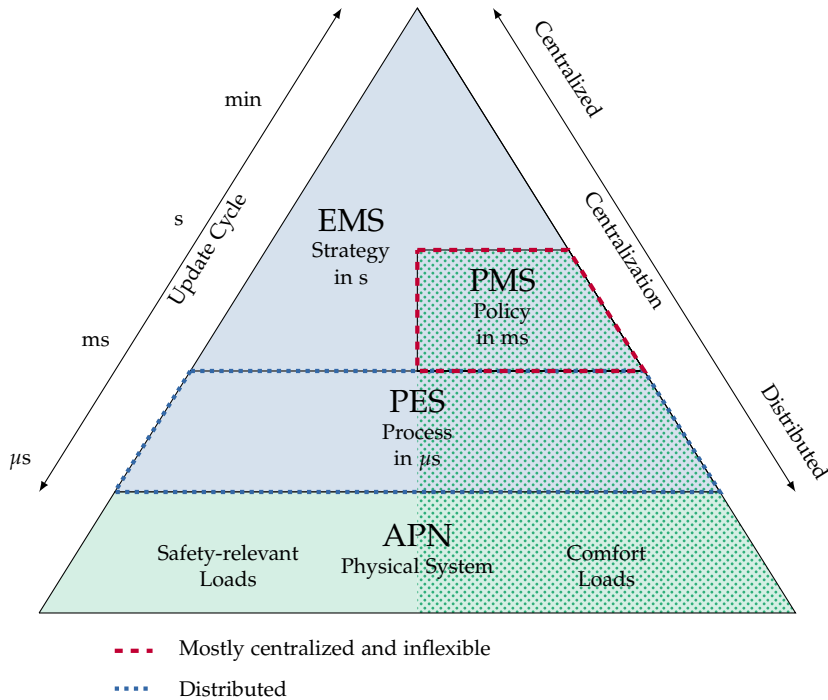 min
s
ms
μs
Update Cycle
Centralized
Centralization
Distributed
EMS
Strategy
in s
PMS
Policy
in ms
PES
Process
in μs
APN
Physical System
Safety-relevant
Loads
Comfort
Loads
Mostly centralized and inflexible
Distributed